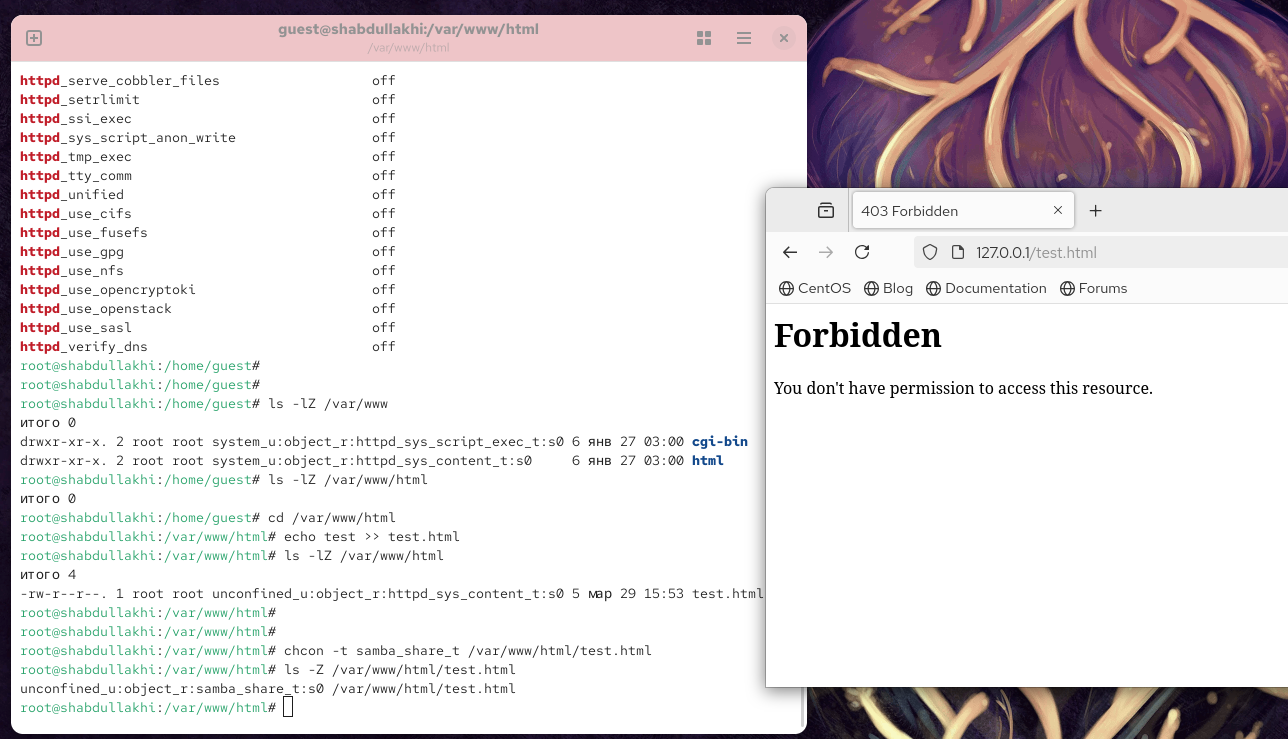 guest@shabdullakhi:/var/www/html
/var/www/html
httpd_serve_cobbler_files off
httpd_setrlimit off
httpd_ssi_exec off
httpd_sys_script_anon_write off
httpd_tmp_exec off
httpd_tty_comm off
httpd_unified off
httpd_use_cifs off
httpd_use_fusefs off
httpd_use_gpg off
httpd_use_nfs off
httpd_use_opencryptoki off
httpd_use_openstack off
httpd_use_sasl off
httpd_verify_dns off
root@shabdullakhi:/home/guest#
root@shabdullakhi:/home/guest#
root@shabdullakhi:/home/guest# ls -lZ /var/www
итого 0
drwxr-xr-x. 2 root root system_u:object_r:httpd_sys_script_exec_t:s0 6 янв 27 03:00 cgi-bin
drwxr-xr-x. 2 root root system_u:object_r:httpd_sys_content_t:s0 6 янв 27 03:00 html
root@shabdullakhi:/home/guest# ls -lZ /var/www/html
итого 0
root@shabdullakhi:/home/guest# cd /var/www/html
root@shabdullakhi:/var/www/html# echo test >> test.html
root@shabdullakhi:/var/www/html# ls -lZ /var/www/html
итого 4
-rw-r--r--. 1 root root unconfined_u:object_r:httpd_sys_content_t:s0 5 мар 29 15:53 test.html
root@shabdullakhi:/var/www/html#
root@shabdullakhi:/var/www/html#
root@shabdullakhi:/var/www/html# chcon -t samba_share_t /var/www/html/test.html
root@shabdullakhi:/var/www/html# ls -Z /var/www/html/test.html
unconfined_u:object_r:samba_share_t:s0 /var/www/html/test.html
root@shabdullakhi:/var/www/html#
403 Forbidden
127.0.0.1/test.html
CentOS Blog Documentation Forums
Forbidden
You don't have permission to access this resource.